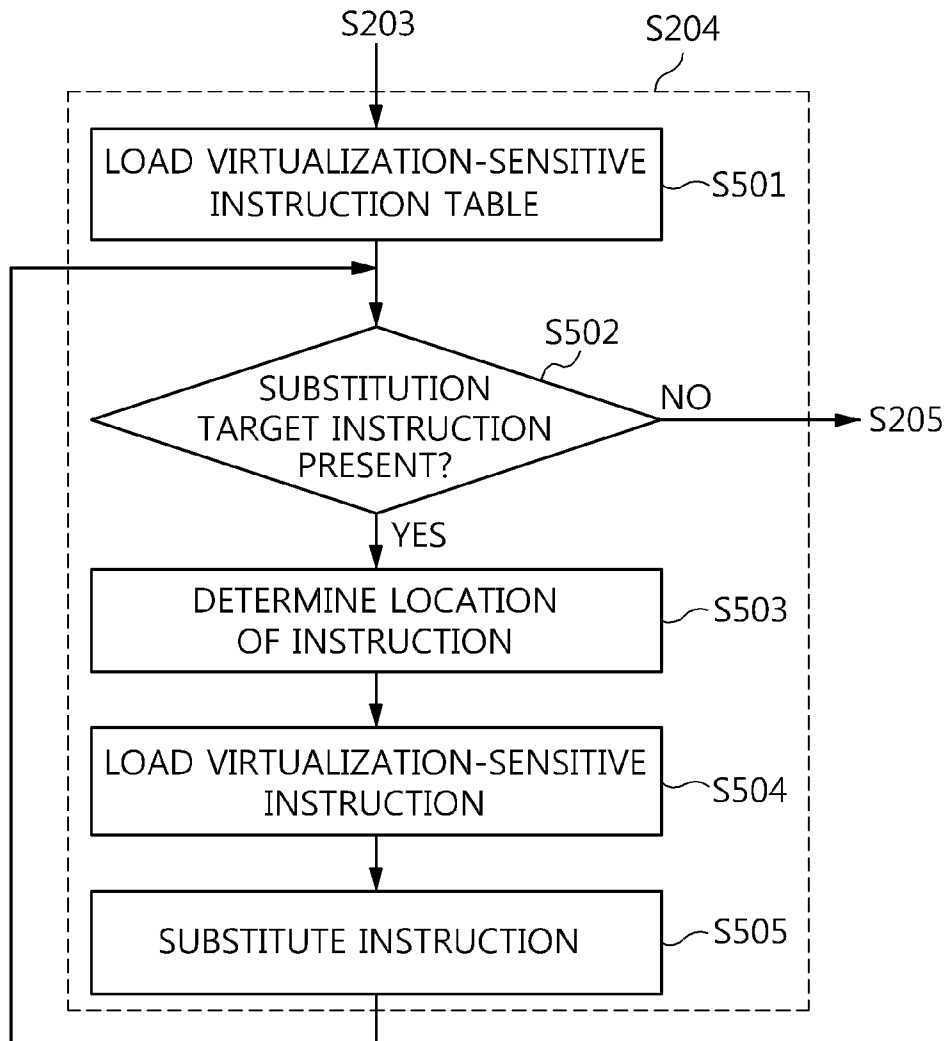 S203
S204
LOAD VIRTUALIZATION-SENSITIVE
INSTRUCTION TABLE
S501
S502
SUBSTITUTION
TARGET INSTRUCTION
PRESENT?
NO
S205
YES
DETERMINE LOCATION
OF INSTRUCTION
S503
LOAD VIRTUALIZATION-SENSITIVE
INSTRUCTION
S504
SUBSTITUTE INSTRUCTION
S505